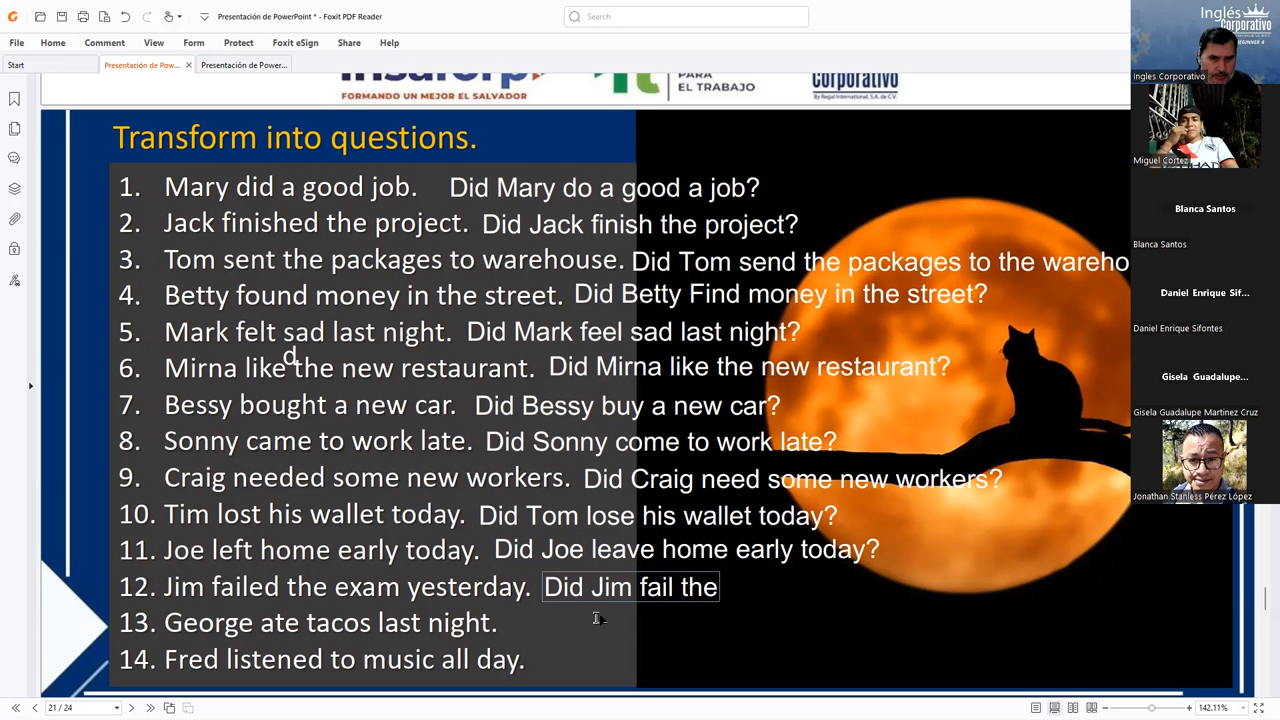 Presentación de PowerPoint * - Foxit PDF Reader
Search
File Home Comment View Form Protect Foxit eSign Share Help
Start Presentación de Pow... Presentación de Power...
FORMANDO UN MEJOR EL SALVADOR
PARA
EL TRABAJO
Corporativo
By Regal International, S.A. de C.V.
Transform into questions.
1. Mary did a good job. Did Mary do a good a job?
2. Jack finished the project. Did Jack finish the project?
3. Tom sent the packages to warehouse. Did Tom send the packages to the wareho
4. Betty found money in the street. Did Betty Find money in the street?
5. Mark felt sad last night. Did Mark feel sad last night?
d
6. Mirna like the new restaurant. Did Mirna like the new restaurant?
7. Bessy bought a new car. Did Bessy buy a new car?
8. Sonny came to work late. Did Sonny come to work late?
9. Craig needed some new workers. Did Craig need some new workers?
10. Tim lost his wallet today. Did Tom lose his wallet today?
11. Joe left home early today. Did Joe leave home early today?
12. Jim failed the exam yesterday. Did Jim fail the
13. George ate tacos last night.
14. Fred listened to music all day.
21 / 24
142.11%
Inglés
Corporativo
BEGINNER 4
Ingles Corporativo
Miguel Cortez
Blanca Santos
Blanca Santos
Daniel Enrique Sif...
Daniel Enrique Sifontes
Gisela Guadalupe...
Gisela Guadalupe Martinez Cruz
Jonathan Stanless Pérez López